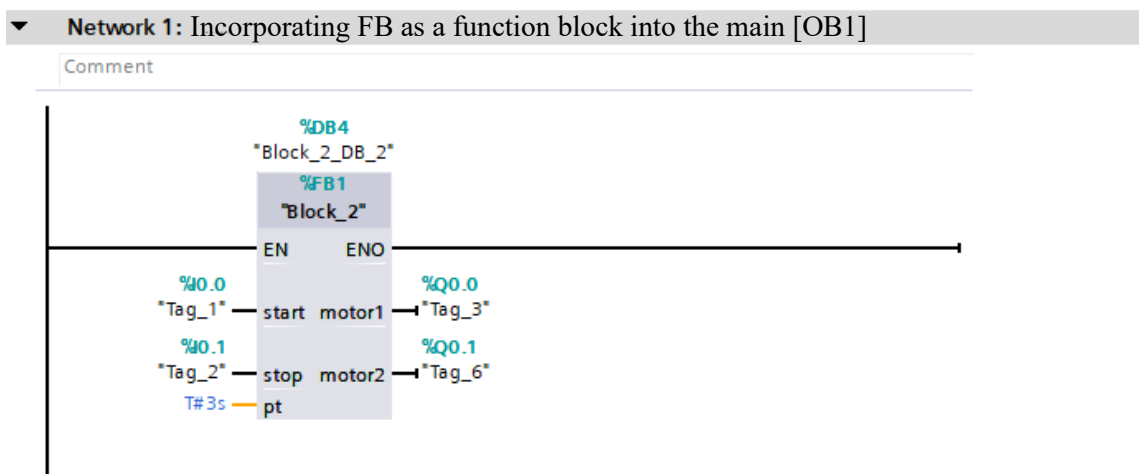 Network 1: Incorporating FB as a function block into the main [OB1]
Comment
%DB4
"Block_2_DB_2"
%FB1
"Block_2"
EN ENO
%I0.0 %Q0.0
"Tag_1" start motor1 "Tag_3"
%I0.1 %Q0.1
"Tag_2" stop motor2 "Tag_6"
T#3s pt